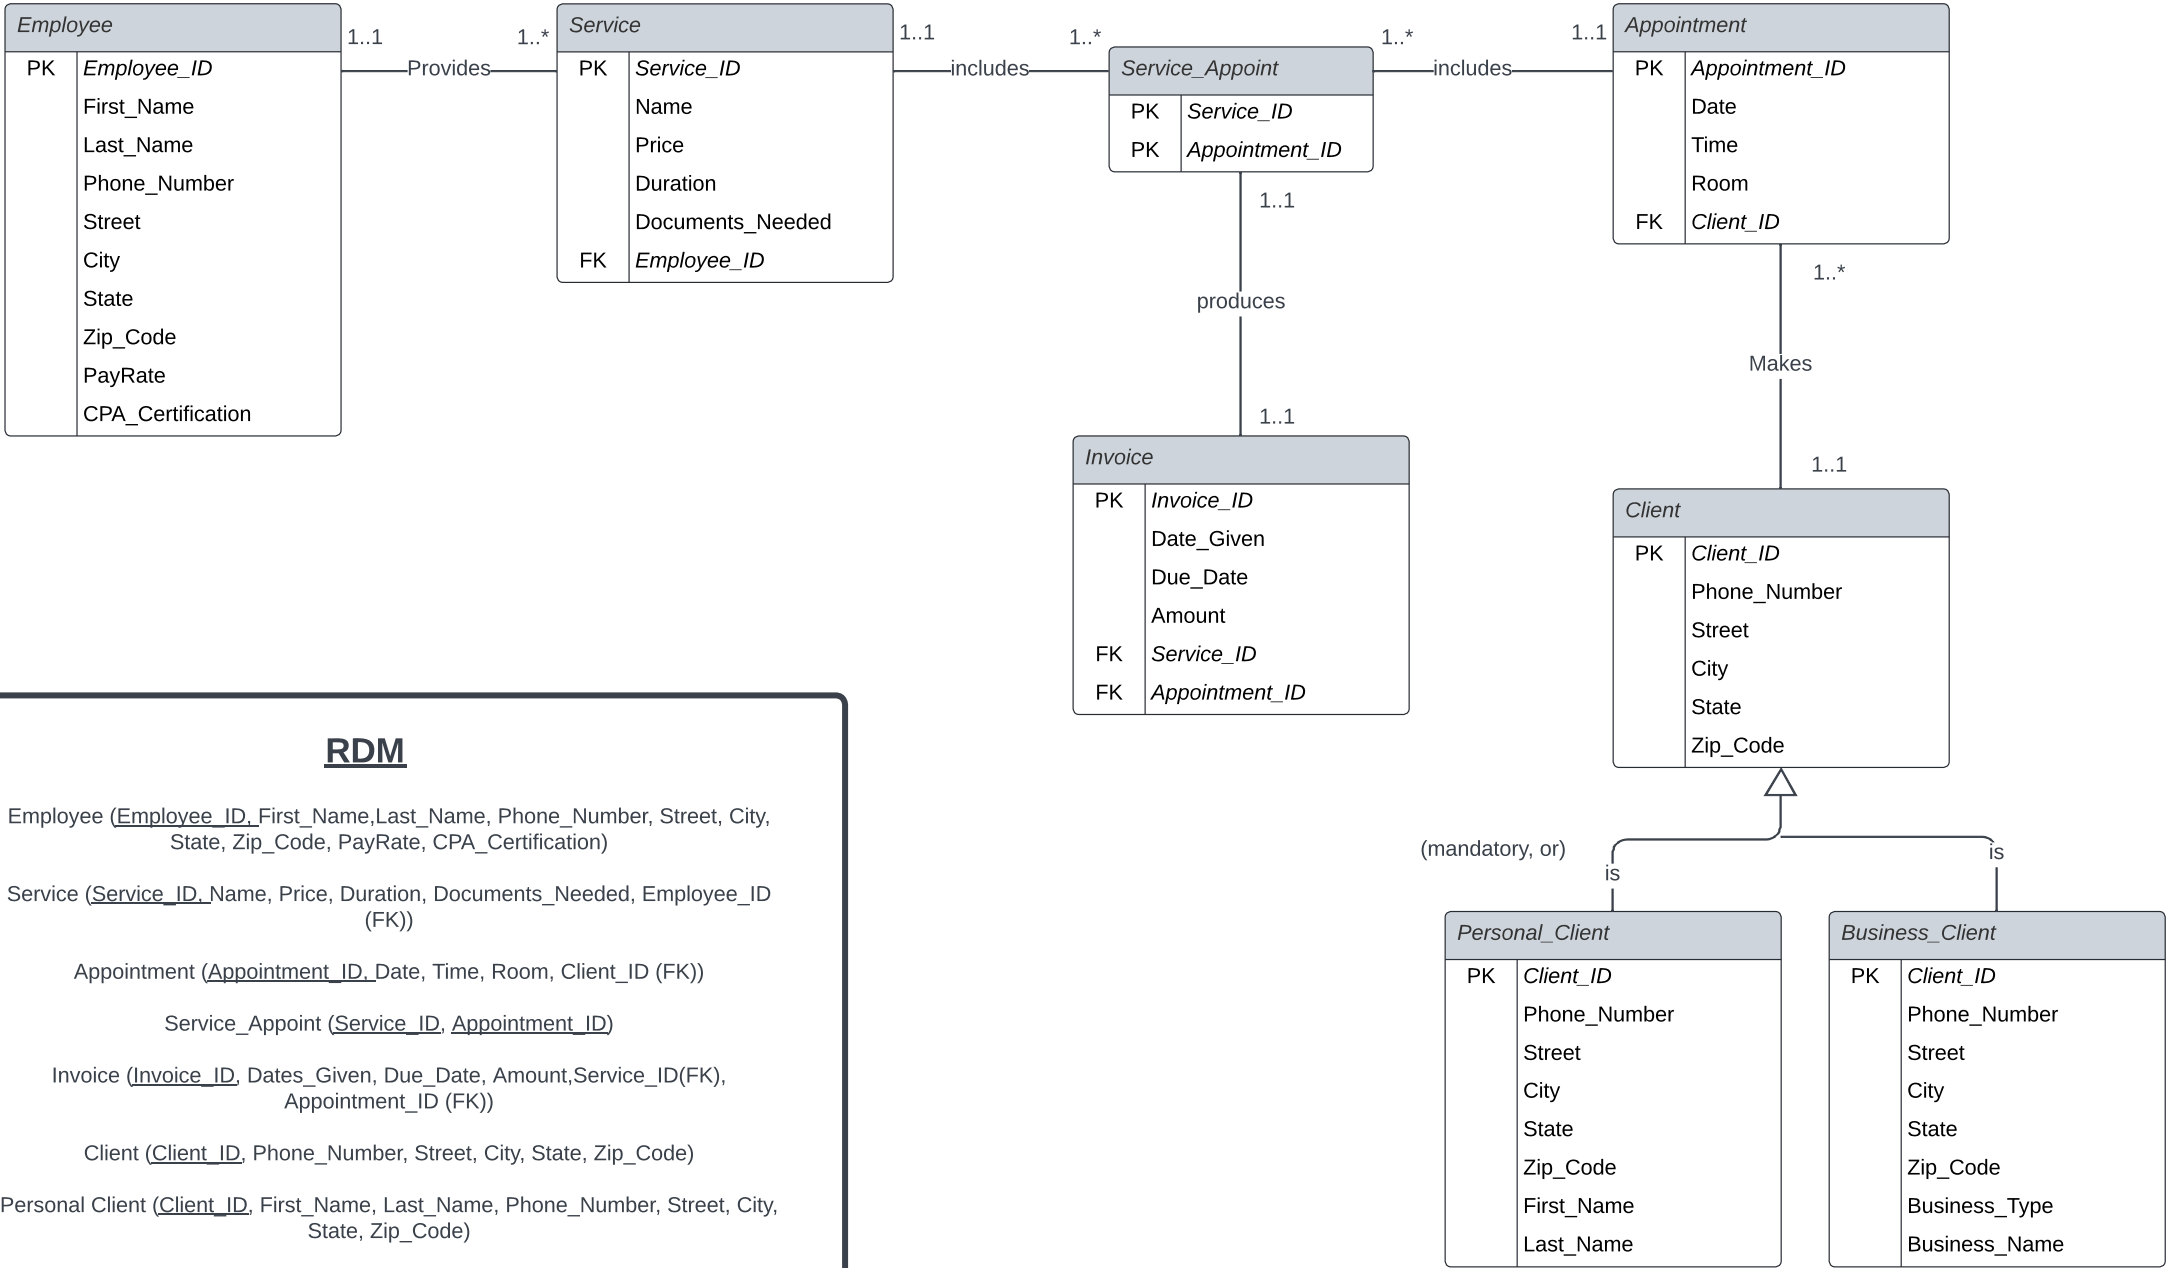 Employee
PK Employee_ID
First_Name
Last_Name
Phone_Number
Street
City
State
Zip_Code
PayRate
CPA_Certification
1..1
Provides
1..*
Service
PK Service_ID
Name
Price
Duration
Documents_Needed
FK Employee_ID
1..1
includes
1..*
Service_Appoint
PK Service_ID
PK Appointment_ID
1..*
includes
1..1
Appointment
PK Appointment_ID
Date
Time
Room
FK Client_ID
1..1
produces
1..1
Invoice
PK Invoice_ID
Date_Given
Due_Date
Amount
FK Service_ID
FK Appointment_ID
1..*
Makes
1..1
Client
PK Client_ID
Phone_Number
Street
City
State
Zip_Code
(mandatory, or)
is
is
Personal_Client
PK Client_ID
Phone_Number
Street
City
State
Zip_Code
First_Name
Last_Name
Business_Client
PK Client_ID
Phone_Number
Street
City
State
Zip_Code
Business_Type
Business_Name
RDM
Employee (Employee_ID, First_Name,Last_Name, Phone_Number, Street, City,
State, Zip_Code, PayRate, CPA_Certification)
Service (Service_ID, Name, Price, Duration, Documents_Needed, Employee_ID
(FK))
Appointment (Appointment_ID, Date, Time, Room, Client_ID (FK))
Service_Appoint (Service_ID, Appointment_ID)
Invoice (Invoice_ID, Dates_Given, Due_Date, Amount,Service_ID(FK),
Appointment_ID (FK))
Client (Client_ID, Phone_Number, Street, City, State, Zip_Code)
Personal Client (Client_ID, First_Name, Last_Name, Phone_Number, Street, City,
State, Zip_Code)